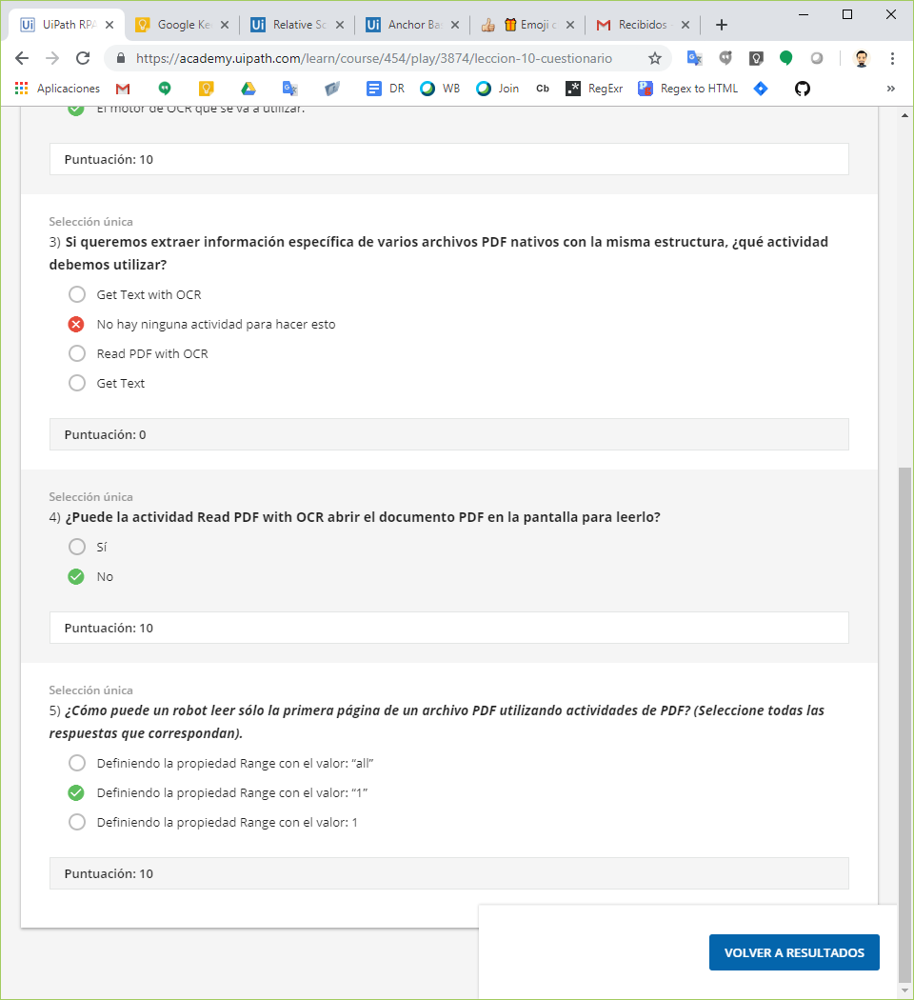 UiPath RPA
Google Ke
Relative Sc
Anchor Ba
Emoji c
Recibidos
https://academy.uipath.com/learn/course/454/play/3874/leccion-10-cuestionario
Aplicaciones
DR
WB
Join
Cb
RegExr
Regex to HTML
»
El motor de OCR que se va a utilizar.
Puntuación: 10
Selección única
3) Si queremos extraer información específica de varios archivos PDF nativos con la misma estructura, ¿qué actividad
debemos utilizar?
Get Text with OCR
No hay ninguna actividad para hacer esto
Read PDF with OCR
Get Text
Puntuación: 0
Selección única
4) ¿Puede la actividad Read PDF with OCR abrir el documento PDF en la pantalla para leerlo?
Sí
No
Puntuación: 10
Selección única
5) ¿Cómo puede un robot leer sólo la primera página de un archivo PDF utilizando actividades de PDF? (Seleccione todas las
respuestas que correspondan).
Definiendo la propiedad Range con el valor: “all”
Definiendo la propiedad Range con el valor: “1”
Definiendo la propiedad Range con el valor: 1
Puntuación: 10
VOLVER A RESULTADOS